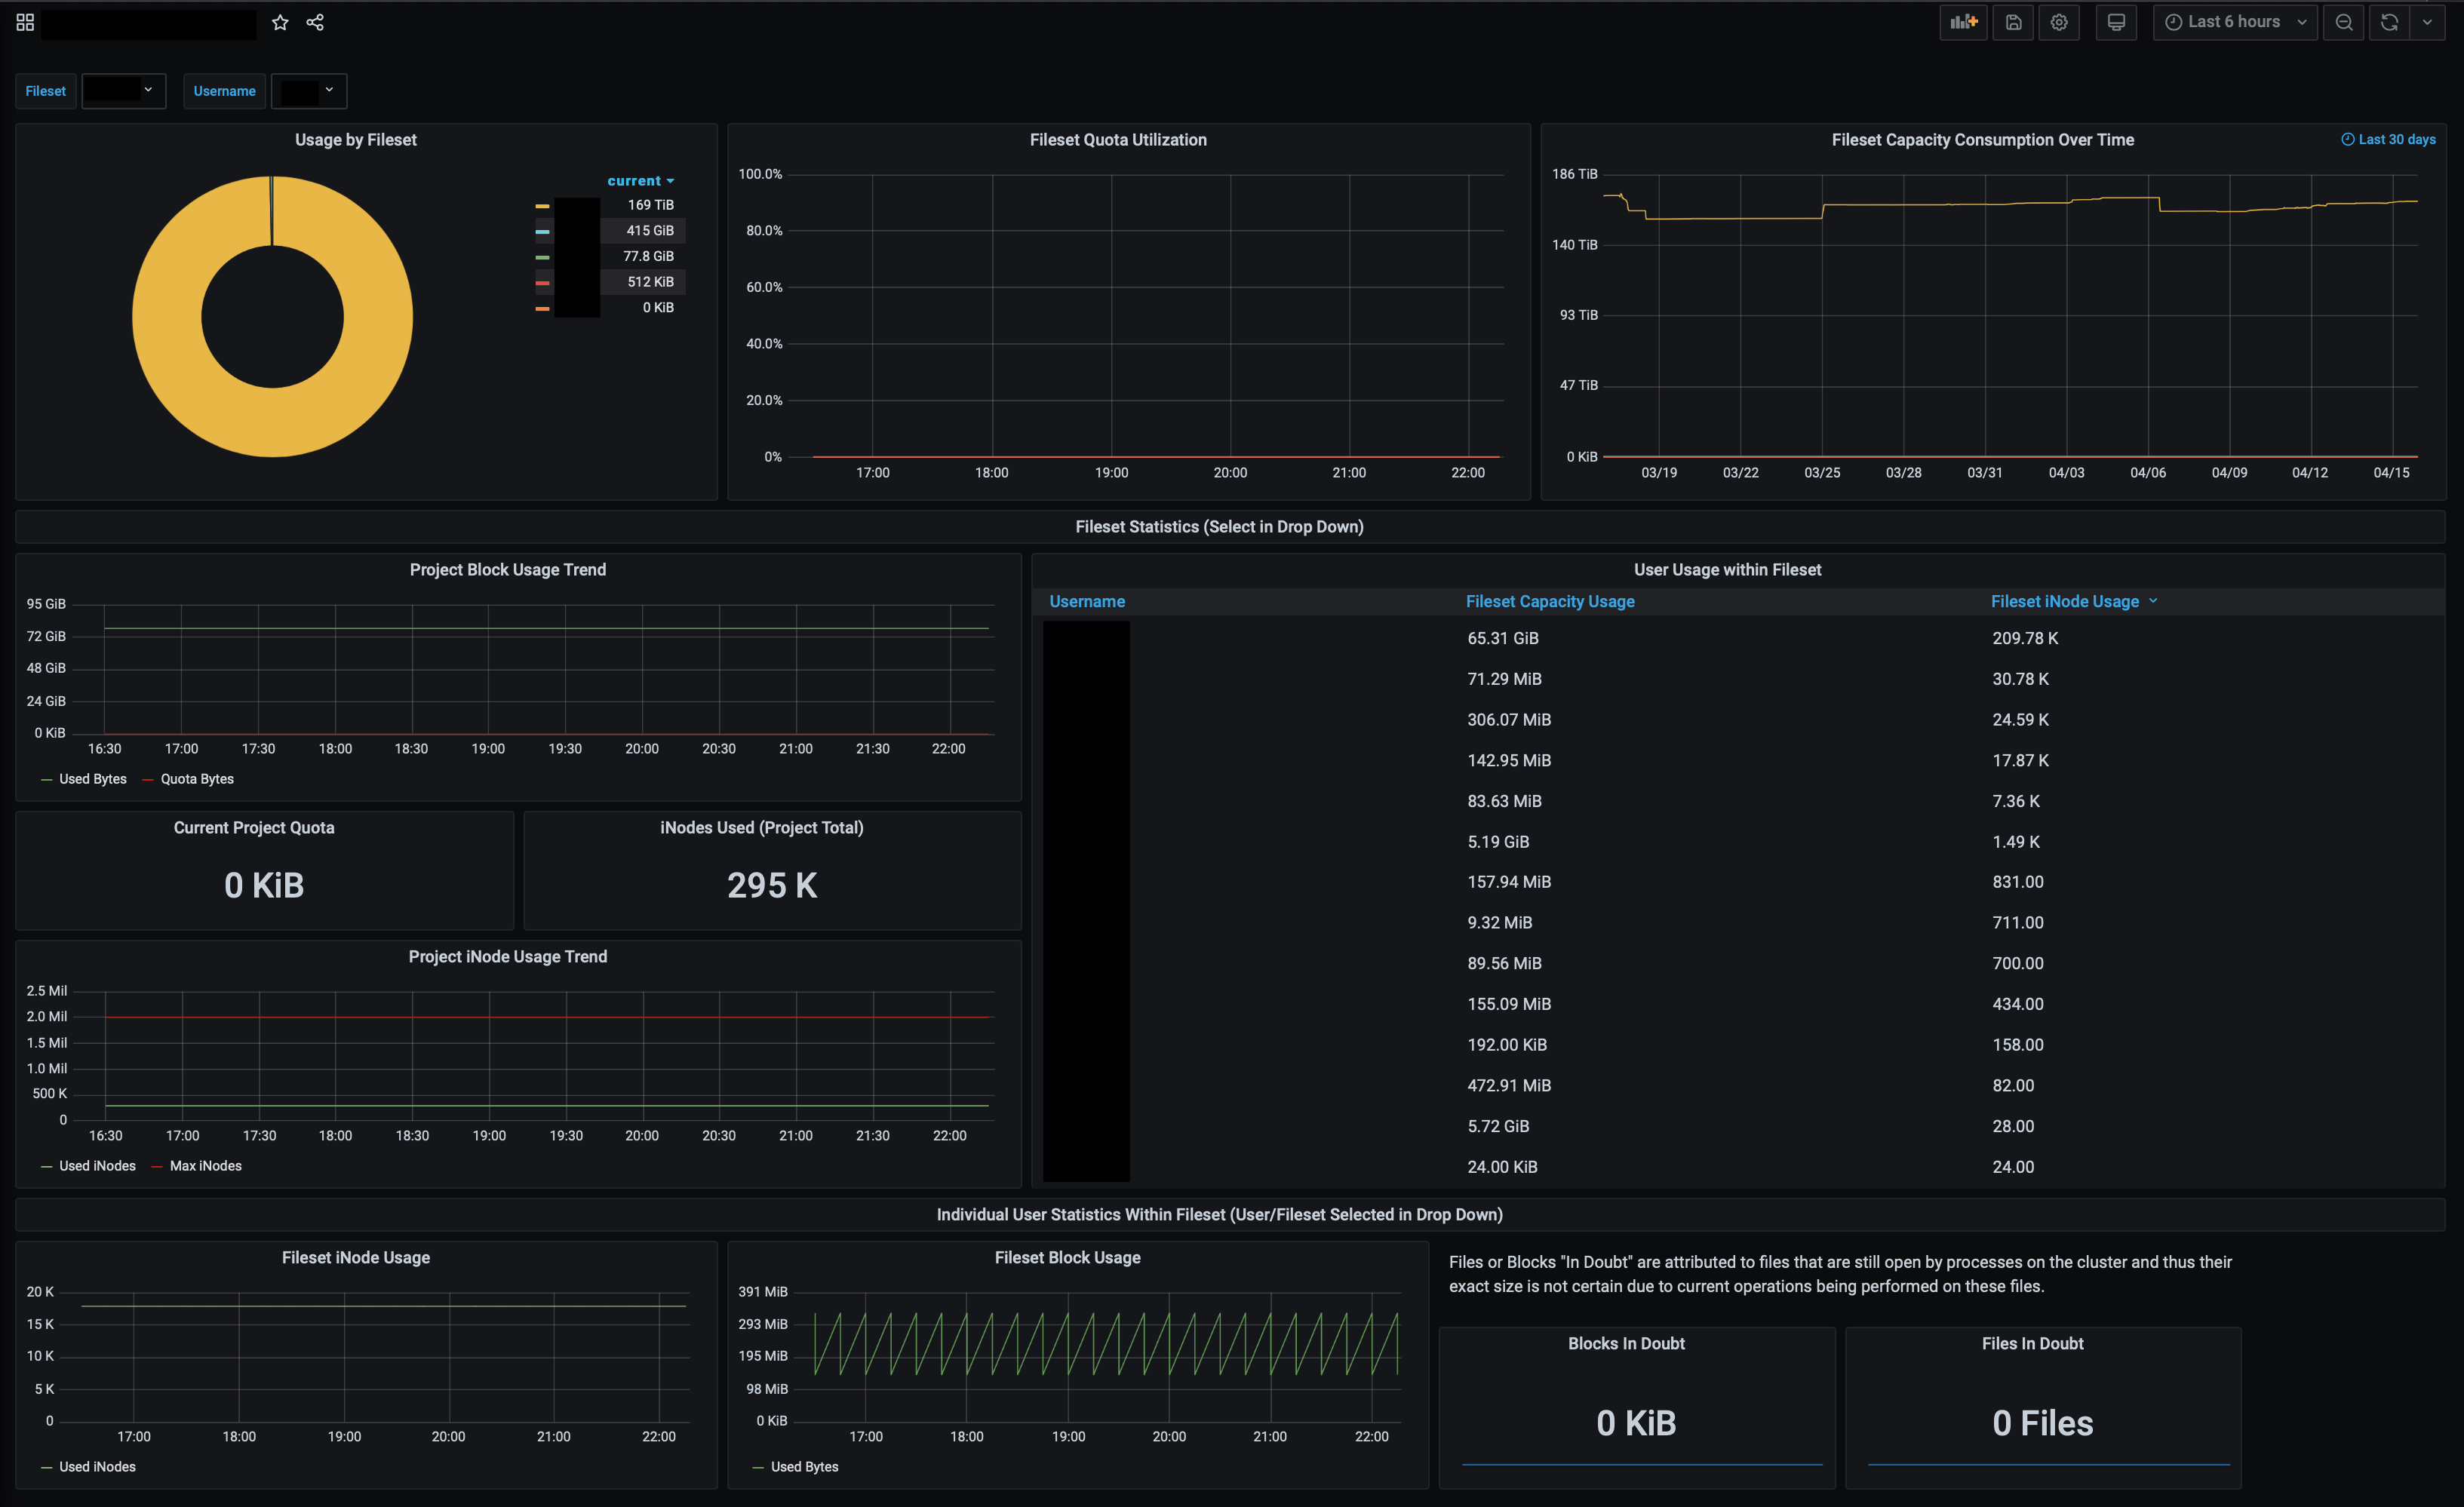 Last 6 hours
Fileset
Username
Usage by Fileset
current
169 TiB
415 GiB
77.8 GiB
512 KiB
0 KiB
Fileset Quota Utilization
100.0%
80.0%
60.0%
40.0%
20.0%
0%
17:00 18:00 19:00 20:00 21:00 22:00
Fileset Capacity Consumption Over Time
Last 30 days
186 TiB
140 TiB
93 TiB
47 TiB
0 KiB
03/19 03/22 03/25 03/28 03/31 04/03 04/06 04/09 04/12 04/15
Fileset Statistics (Select in Drop Down)
Project Block Usage Trend
95 GiB
72 GiB
48 GiB
24 GiB
0 KiB
16:30 17:00 17:30 18:00 18:30 19:00 19:30 20:00 20:30 21:00 21:30 22:00
Used Bytes Quota Bytes
Current Project Quota
0 KiB
iNodes Used (Project Total)
295 K
Project iNode Usage Trend
2.5 Mil
2.0 Mil
1.5 Mil
1.0 Mil
500 K
0
16:30 17:00 17:30 18:00 18:30 19:00 19:30 20:00 20:30 21:00 21:30 22:00
Used iNodes Max iNodes
User Usage within Fileset
Username Fileset Capacity Usage Fileset iNode Usage
65.31 GiB 209.78 K
71.29 MiB 30.78 K
306.07 MiB 24.59 K
142.95 MiB 17.87 K
83.63 MiB 7.36 K
5.19 GiB 1.49 K
157.94 MiB 831.00
9.32 MiB 711.00
89.56 MiB 700.00
155.09 MiB 434.00
192.00 KiB 158.00
472.91 MiB 82.00
5.72 GiB 28.00
24.00 KiB 24.00
Individual User Statistics Within Fileset (User/Fileset Selected in Drop Down)
Fileset iNode Usage
20 K
15 K
10 K
5 K
0
17:00 18:00 19:00 20:00 21:00 22:00
Used iNodes
Fileset Block Usage
391 MiB
293 MiB
195 MiB
98 MiB
0 KiB
17:00 18:00 19:00 20:00 21:00 22:00
Used Bytes
Files or Blocks "In Doubt" are attributed to files that are still open by processes on the cluster and thus their
exact size is not certain due to current operations being performed on these files.
Blocks In Doubt
0 KiB
Files In Doubt
0 Files